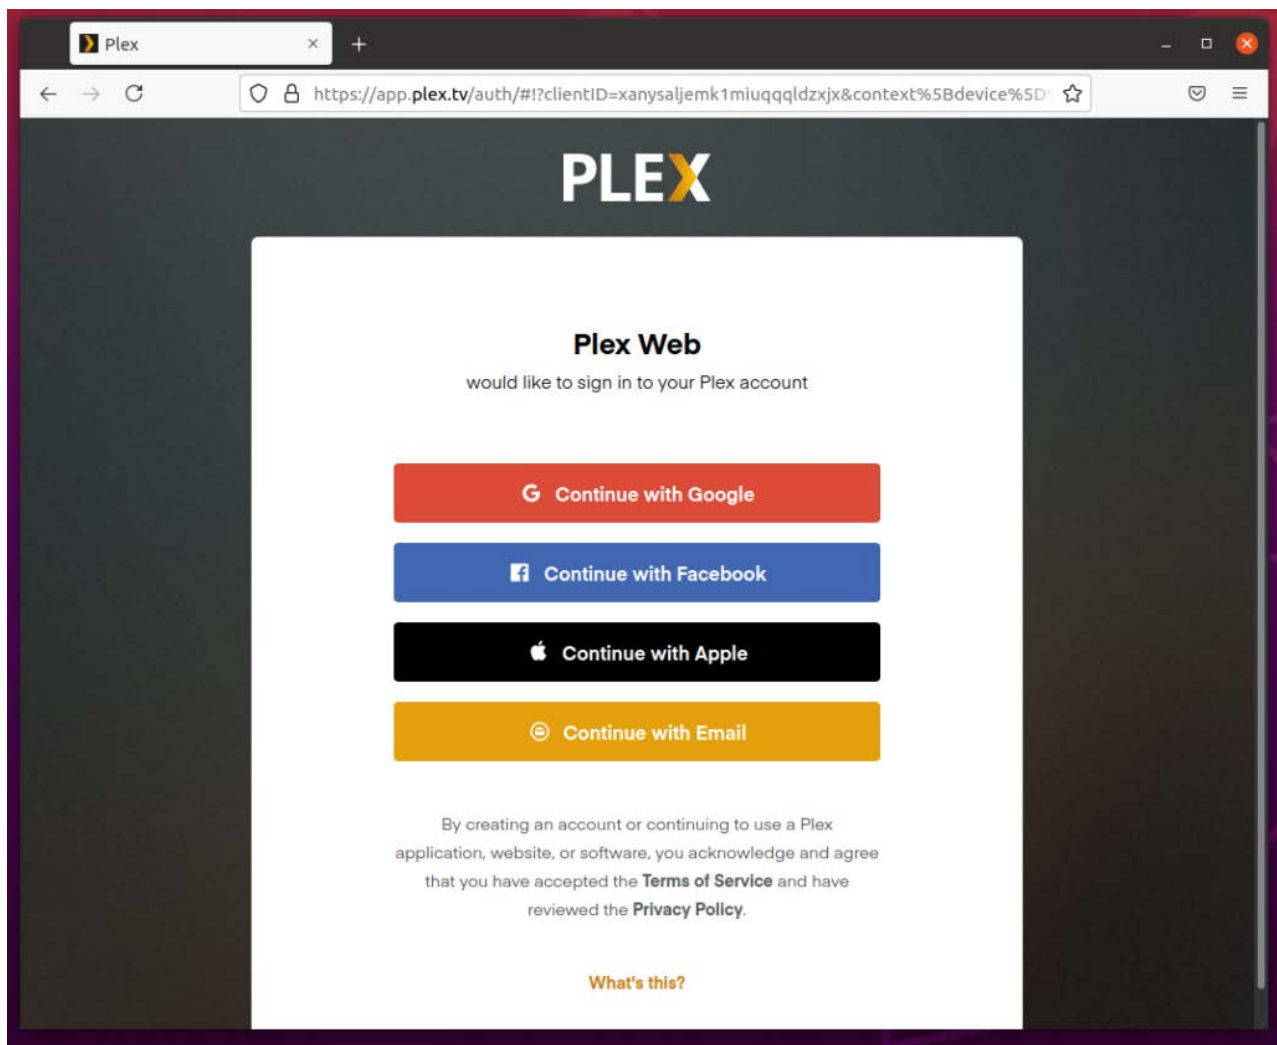 Plex
https://app.plex.tv/auth/#!?clientID=xanysaljemk1miuqqqldzxjx&context%5Bdevice%5D
PLEX
Plex Web
would like to sign in to your Plex account
Continue with Google
Continue with Facebook
Continue with Apple
Continue with Email
By creating an account or continuing to use a Plex
application, website, or software, you acknowledge and agree
that you have accepted the Terms of Service and have
reviewed the Privacy Policy.
What's this?